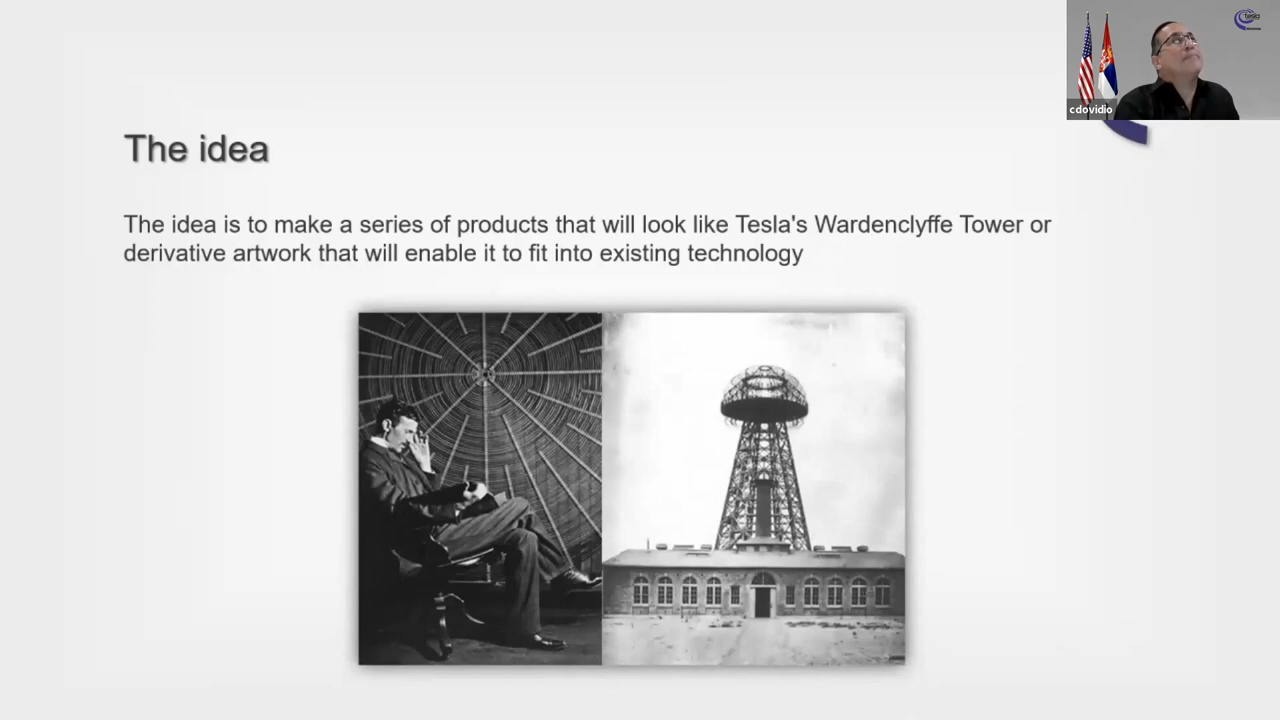 cdovidio
The idea
The idea is to make a series of products that will look like Tesla's Wardenclyffe Tower or
derivative artwork that will enable it to fit into existing technology